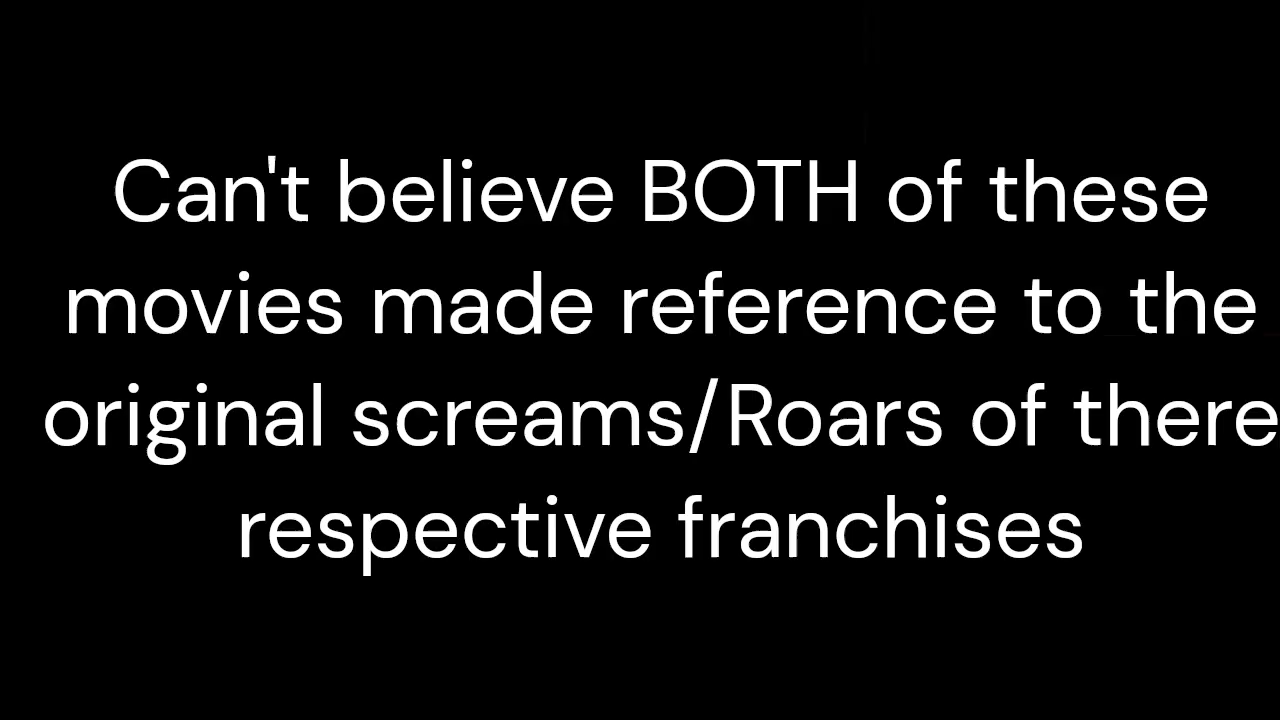 Can't believe BOTH of these
movies made reference to the
original screams/Roars of there
respective franchises